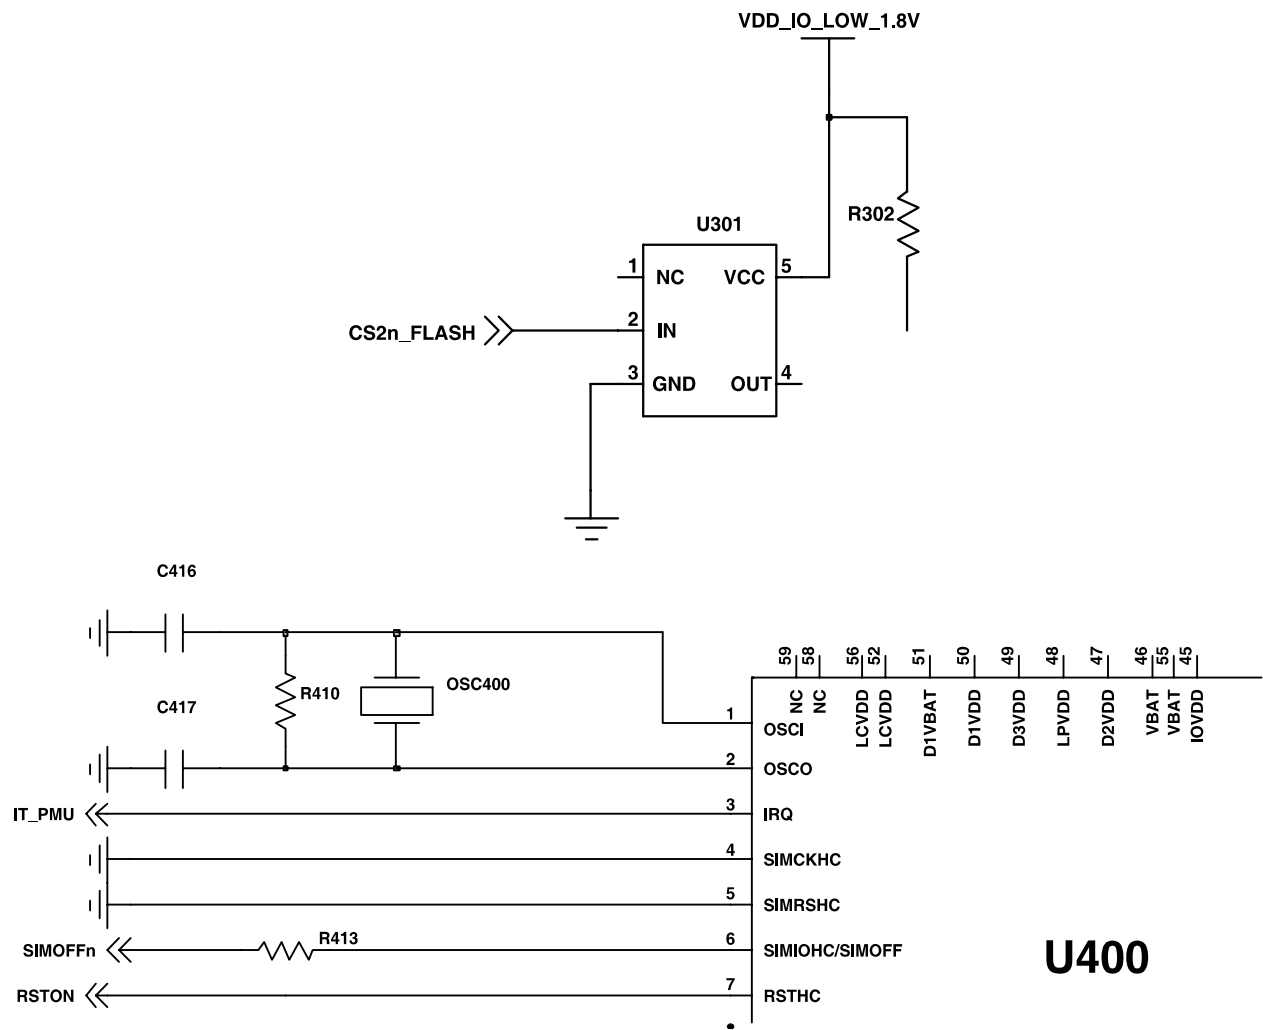 VDD_IO_LOW_1.8V
R302
U301
1 NC VCC 5
CS2n_FLASH 2 IN
3 GND OUT 4
C416
59 58 56 52 51 50 49 48 47 46 55 45
NC NC LCVDD LCVDD D1VBAT D1VDD D3VDD LPVDD D2VDD VBAT VBAT IOVDD
R410 OSC400
C417
1 OSCI
2 OSCO
IT_PMU 3 IRQ
4 SIMCKHC
5 SIMRSHC
SIMOFFn R413 6 SIMIOHC/SIMOFF
U400
RSTON 7 RSTHC